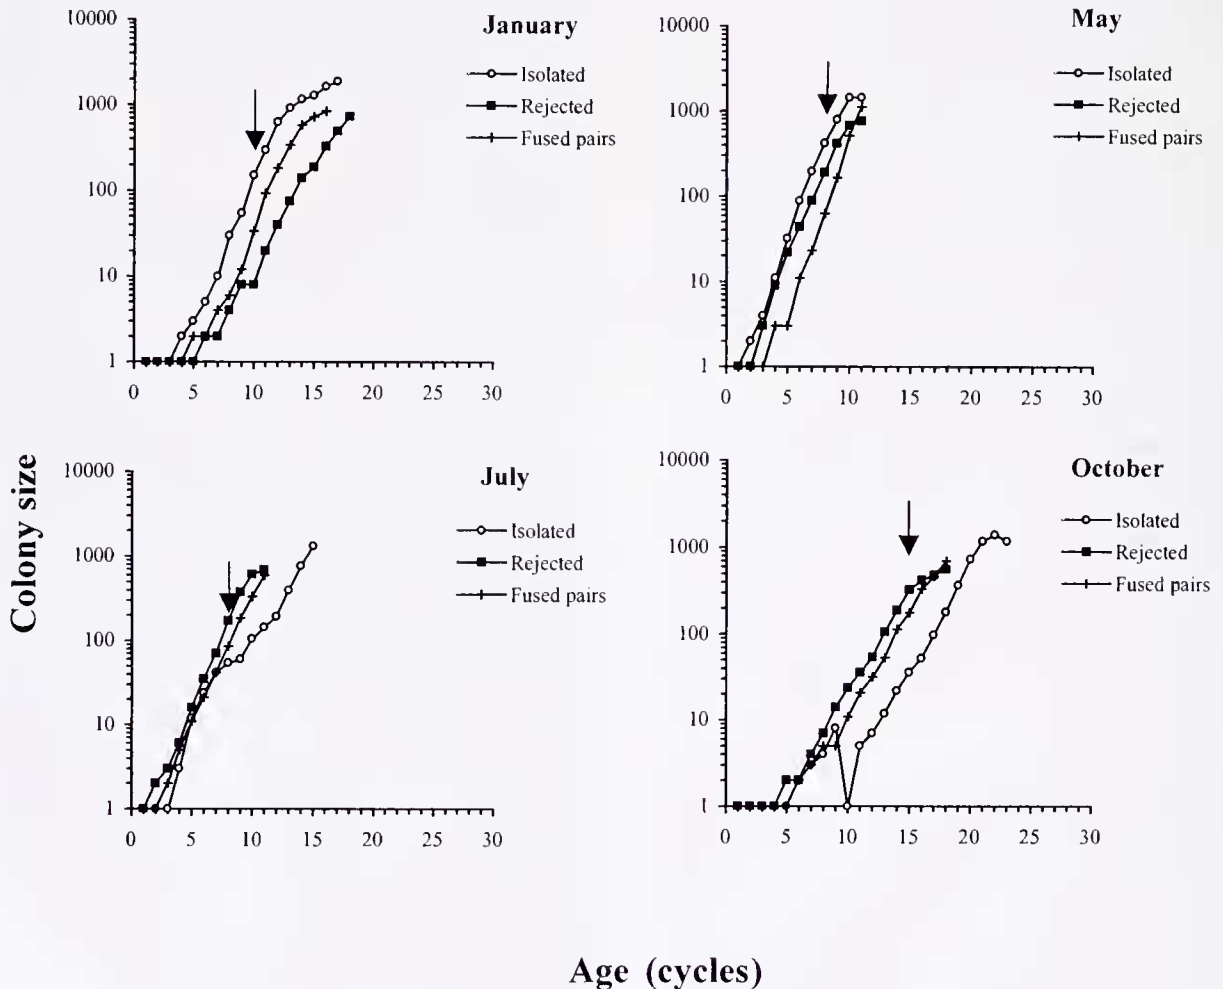 January
10000
1000
100
10
1
0 5 10 15 20 25 30
Isolated
Rejected
Fused pairs
May
10000
1000
100
10
1
0 5 10 15 20 25 30
Isolated
Rejected
Fused pairs
July
10000
1000
100
10
1
0 5 10 15 20 25 30
Isolated
Rejected
Fused pairs
October
10000
1000
100
10
1
0 5 10 15 20 25 30
Isolated
Rejected
Fused pairs
Colony size
Age (cycles)